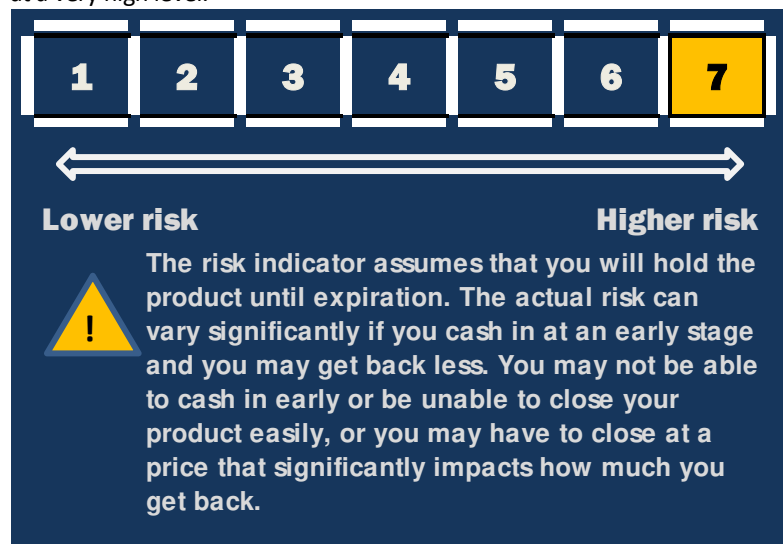 at a very high level.
1 2 3 4 5 6 7
Lower risk Higher risk
The risk indicator assumes that you will hold the
product until expiration. The actual risk can
vary significantly if you cash in at an early stage
and you may get back less. You may not be able
to cash in early or be unable to close your
product easily, or you may have to close at a
price that significantly impacts how much you
get back.
!